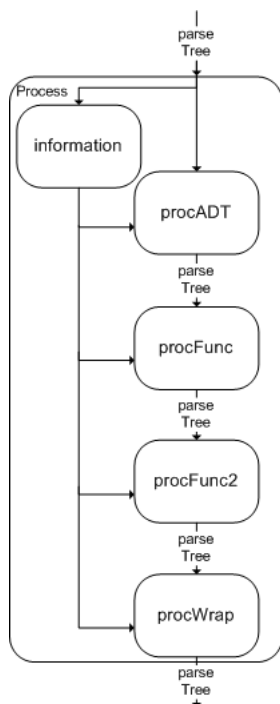 parse
Tree
Process
information
procADT
parse
Tree
procFunc
parse
Tree
procFunc2
parse
Tree
procWrap
parse
Tree